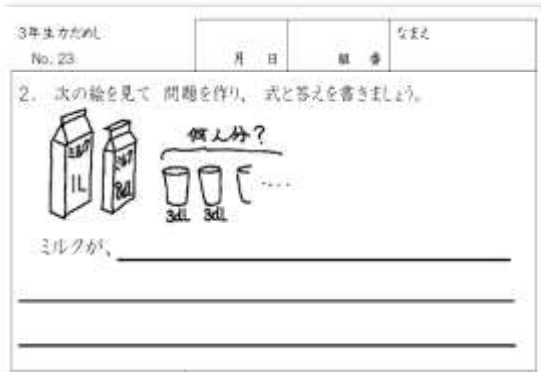 3年生力だめし
No. 23
月 日
組 番
なまえ
2. 次の絵を見て 問題を作り、 式と答えを書きましょう。
何人分?
ミルク
1L
ミルク
8dL
3dL 3dL
ミルクが、